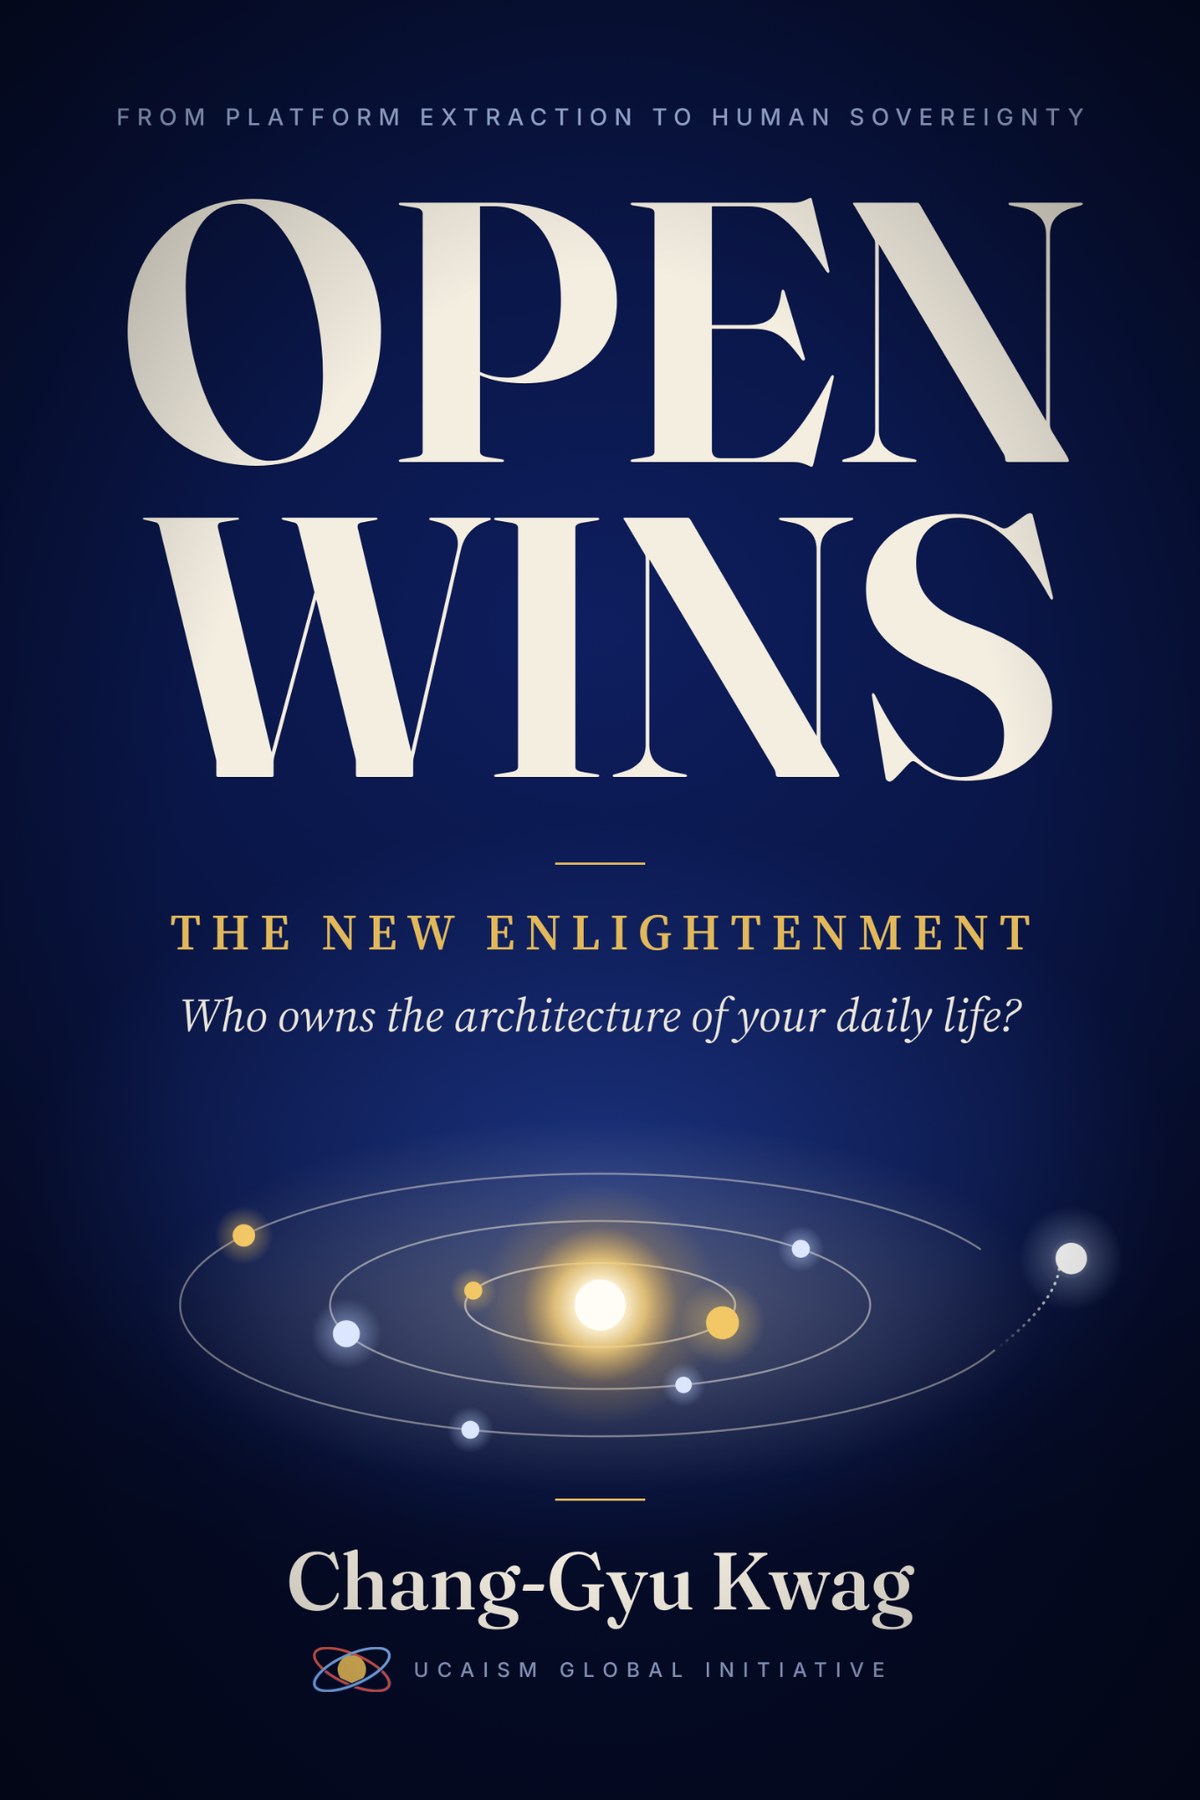 FROM PLATFORM EXTRACTION TO HUMAN SOVEREIGNTY
OPEN
WINS
THE NEW ENLIGHTENMENT
Who owns the architecture of your daily life?
Chang-Gyu Kwag
UCAISM GLOBAL INITIATIVE